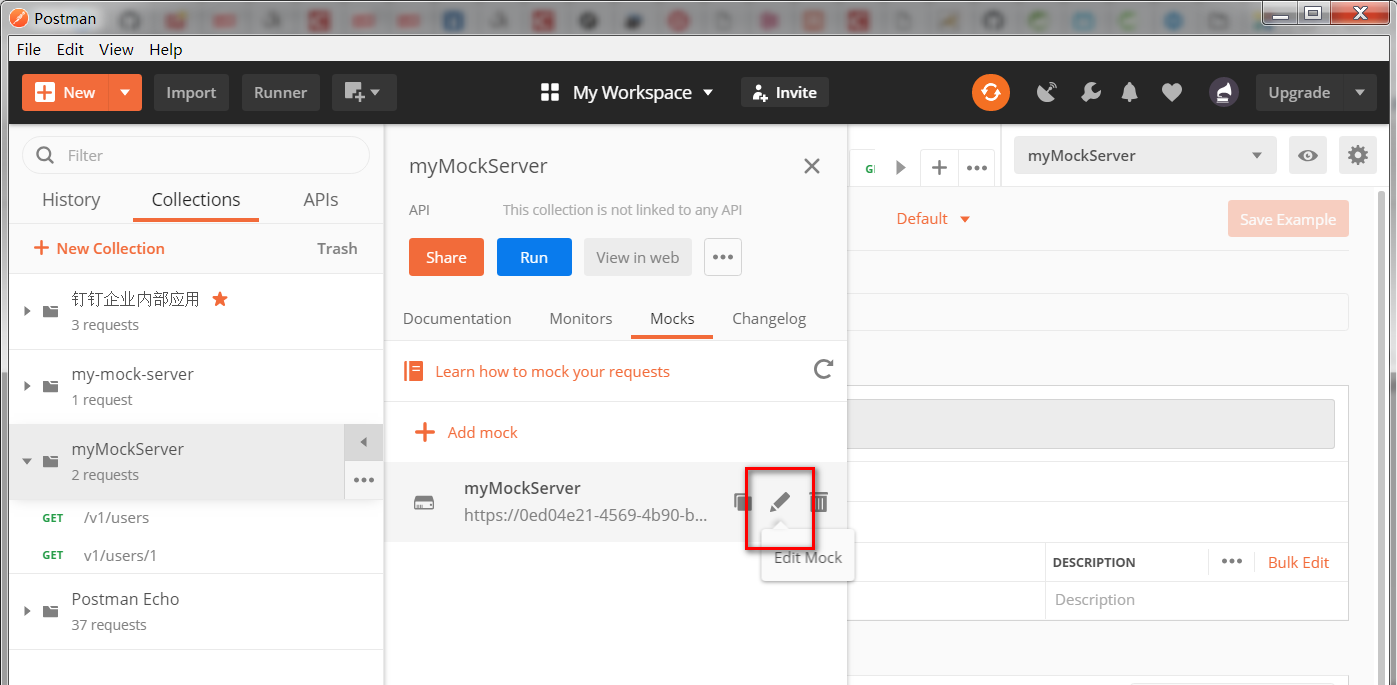 Postman
File Edit View Help
New
Import
Runner
My Workspace
Invite
Upgrade
Filter
History
Collections
APIs
New Collection
Trash
钉钉企业内部应用
3 requests
my-mock-server
1 request
myMockServer
2 requests
GET /v1/users
GET v1/users/1
Postman Echo
37 requests
myMockServer
API
This collection is not linked to any API
Share
Run
View in web
Documentation
Monitors
Mocks
Changelog
Learn how to mock your requests
Add mock
myMockServer
https://0ed04e21-4569-4b90-b...
Edit Mock
myMockServer
Default
Save Example
DESCRIPTION
Bulk Edit
Description